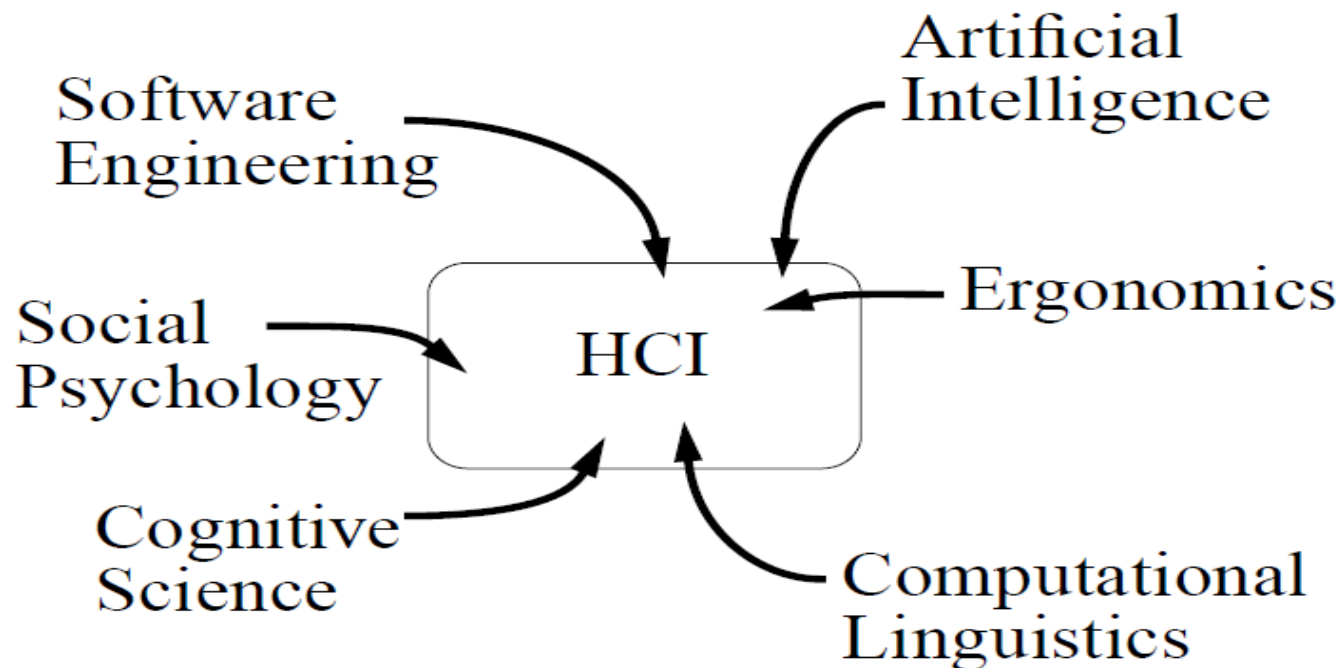 Software
Engineering
Artificial
Intelligence
Social
Psychology
HCI
Ergonomics
Cognitive
Science
Computational
Linguistics